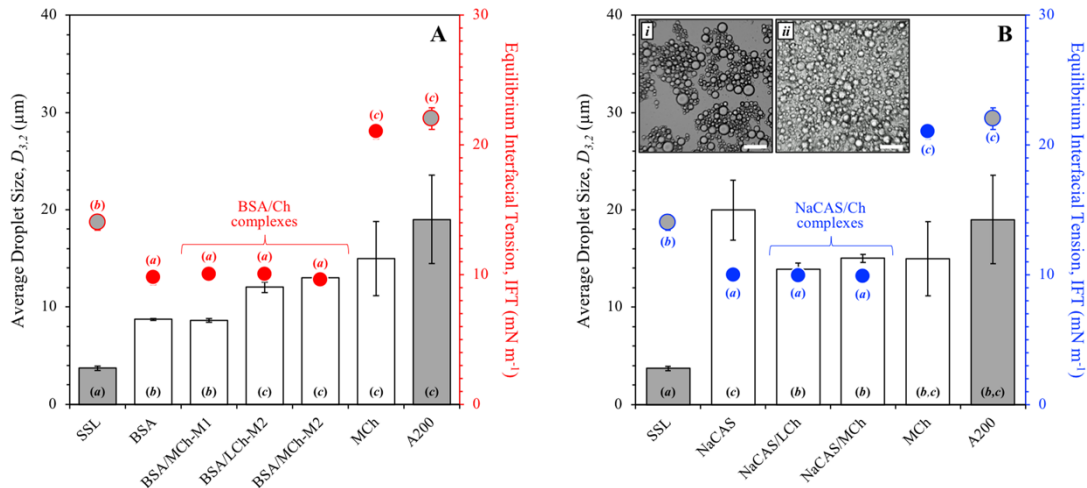 A
Average Droplet Size, D3,2 (μm)
50
40
30
20
10
0
Equilibrium Interfacial Tension, IFT (mN m-1)
30
20
10
0
(b)
(a)
(a)
(a)
(a)
(c)
(c)
BSA/Ch
complexes
(a)
(b)
(b)
(c)
(c)
(c)
(c)
SSL
BSA
BSA/MCh-M1
BSA/LCh-M2
BSA/MCh-M2
MCh
A200
B
i
ii
Average Droplet Size, D3,2 (μm)
50
40
30
20
10
0
Equilibrium Interfacial Tension, IFT (mN m-1)
30
20
10
0
(b)
(a)
(a)
(a)
(c)
(c)
NaCAS/Ch
complexes
(a)
(c)
(b)
(b)
(b,c)
(b,c)
SSL
NaCAS
NaCAS/LCh
NaCAS/MCh
MCh
A200